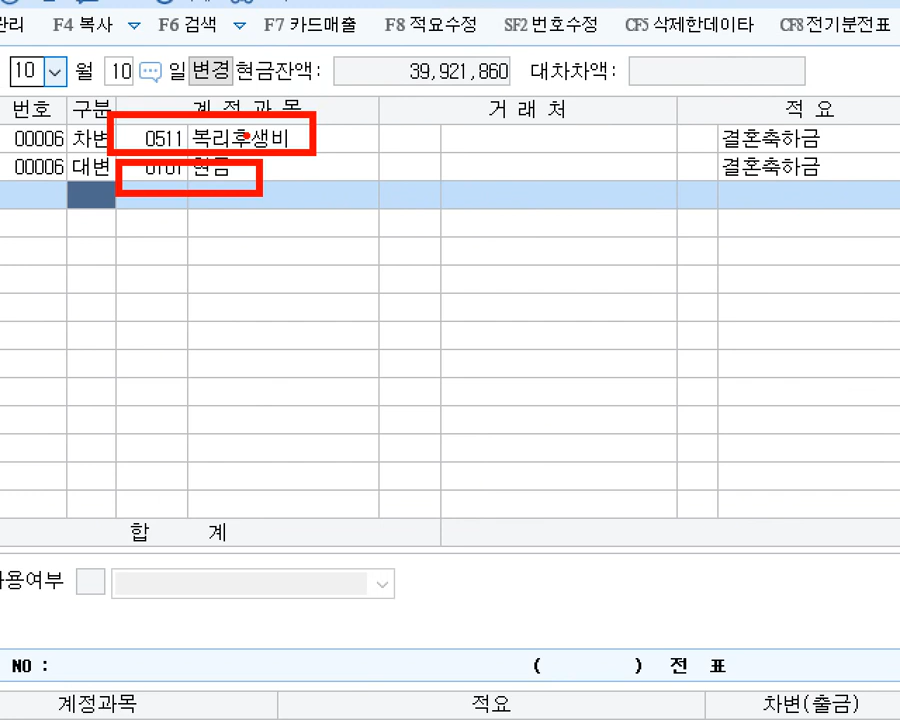 관리 F4 복사 F6 검색 F7 카드매출 F8 적요수정 SF2 번호수정 CF5 삭제한데이타 CF8 전기분전표
10 월 10 일 변경 현금잔액: 39,921,860 대차차액:
번호 구분 계 정 과 목 거 래 처 적 요
00006 차변 0511 복리후생비 결혼축하금
00006 대변 0101 현금 결혼축하금
합 계
사용여부
NO : ( ) 전 표
계정과목 적요 차변(출금)